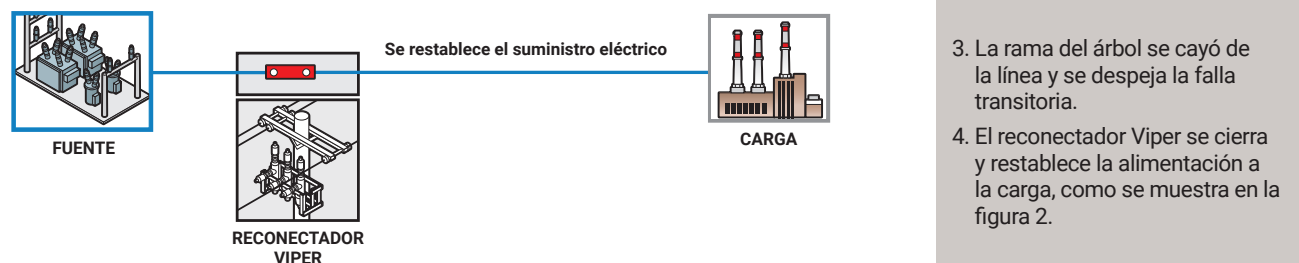 Se restablece el suministro eléctrico
FUENTE
CARGA
RECONECTADOR
VIPER
3. La rama del árbol se cayó de
la línea y se despeja la falla
transitoria.
4. El reconectador Viper se cierra
y restablece la alimentación a
la carga, como se muestra en la
figura 2.